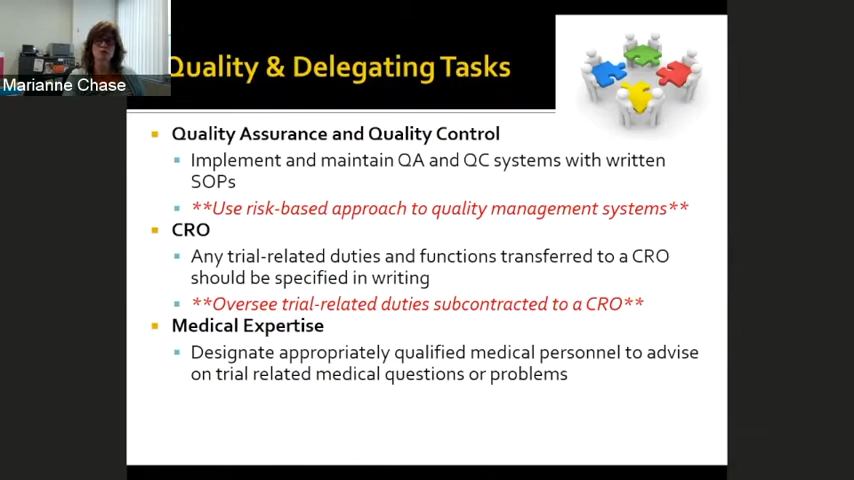 Quality & Delegating Tasks
Marianne Chase
Quality Assurance and Quality Control
Implement and maintain QA and QC systems with written
SOPs
**Use risk-based approach to quality management systems**
CRO
Any trial-related duties and functions transferred to a CRO
should be specified in writing
**Oversee trial-related duties subcontracted to a CRO**
Medical Expertise
Designate appropriately qualified medical personnel to advise
on trial related medical questions or problems